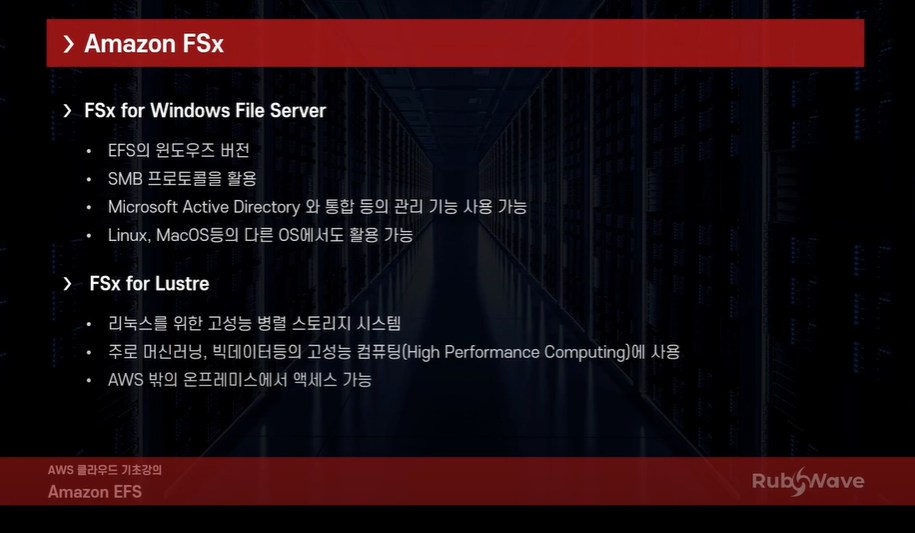 Amazon FSx
FSx for Windows File Server
• EFS의 윈도우즈 버전
• SMB 프로토콜을 활용
• Microsoft Active Directory 와 통합 등의 관리 기능 사용 가능
• Linux, MacOS등의 다른 OS에서도 활용 가능
FSx for Lustre
• 리눅스를 위한 고성능 병렬 스토리지 시스템
• 주로 머신러닝, 빅데이터등의 고성능 컴퓨팅(High Performance Computing)에 사용
• AWS 밖의 온프레미스에서 액세스 가능
AWS 클라우드 기초강의
Amazon EFS
RubyWave